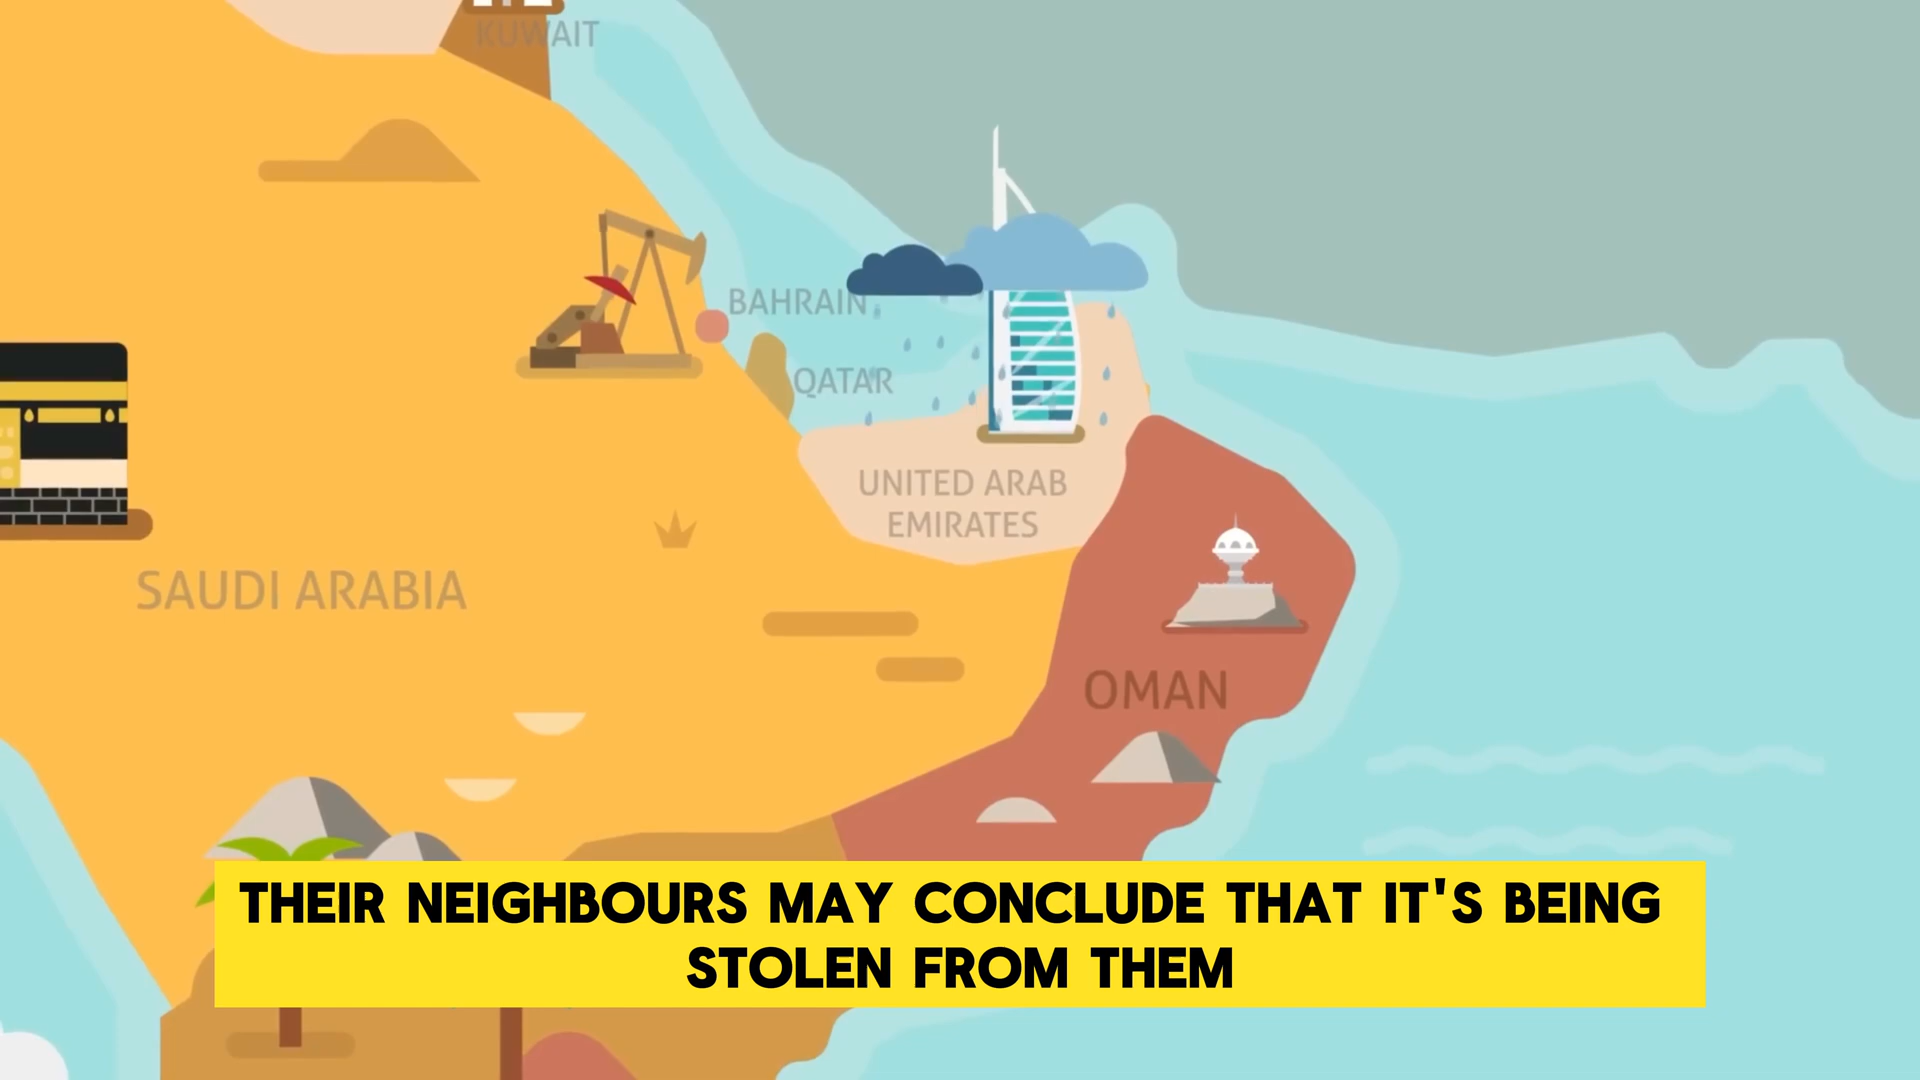 KUWAIT
BAHRAIN
QATAR
UNITED ARAB
EMIRATES
SAUDI ARABIA
OMAN
THEIR NEIGHBOURS MAY CONCLUDE THAT IT'S BEING
STOLEN FROM THEM